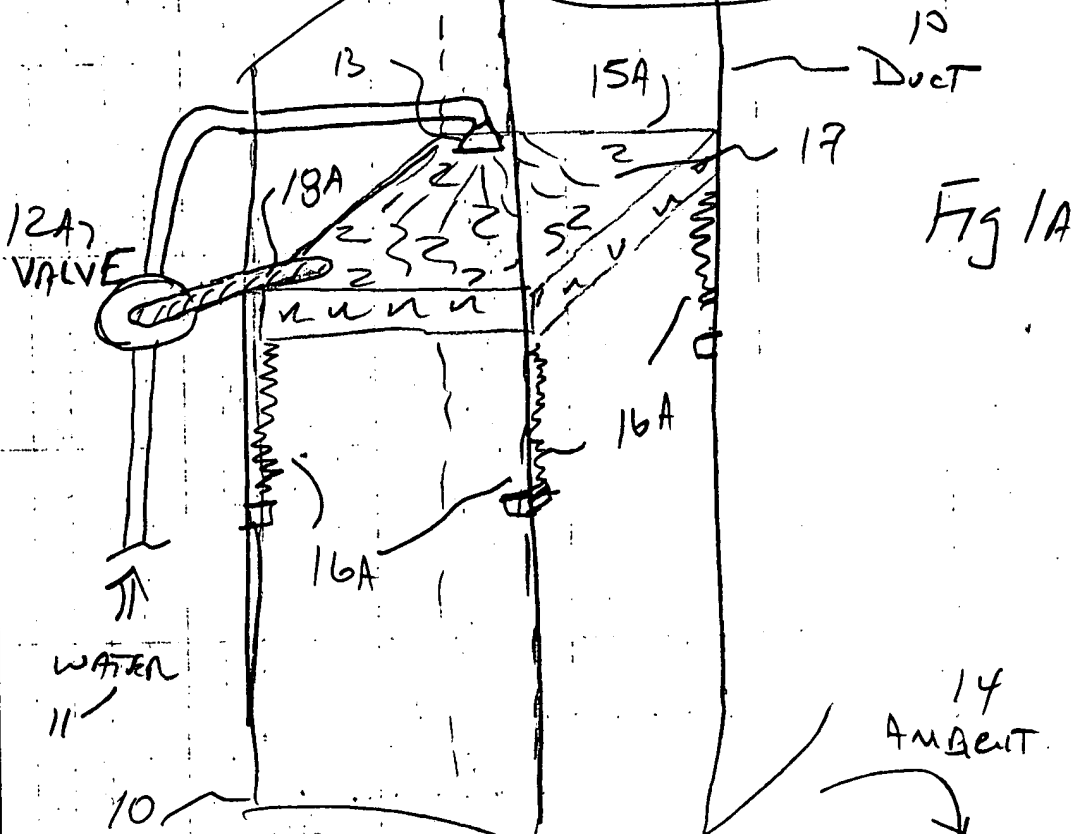 10
Duct
13
15A
17
Fig 1A
18A
12A,
VALVE
16A
16A
WATER
11
14
AMBIENT
10